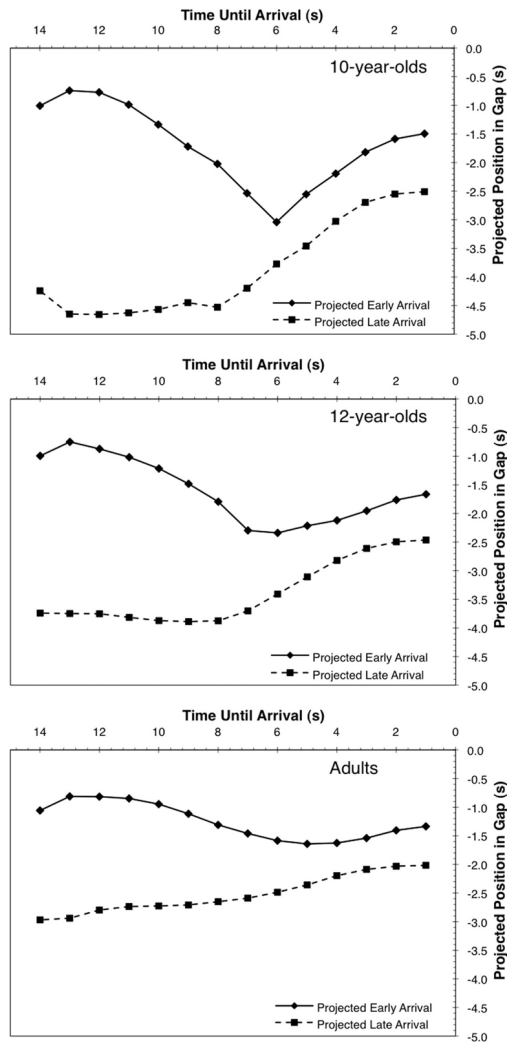 Time Until Arrival (s)
14 12 10 8 6 4 2 0
0.0
10-year-olds
-0.5
-1.0
-1.5
-2.0
-2.5
-3.0
-3.5
-4.0
-4.5
-5.0
Projected Position in Gap (s)
Projected Early Arrival
Projected Late Arrival
Time Until Arrival (s)
14 12 10 8 6 4 2 0
0.0
12-year-olds
-0.5
-1.0
-1.5
-2.0
-2.5
-3.0
-3.5
-4.0
-4.5
-5.0
Projected Position in Gap (s)
Projected Early Arrival
Projected Late Arrival
Time Until Arrival (s)
14 12 10 8 6 4 2 0
0.0
Adults
-0.5
-1.0
-1.5
-2.0
-2.5
-3.0
-3.5
-4.0
-4.5
-5.0
Projected Position in Gap (s)
Projected Early Arrival
Projected Late Arrival